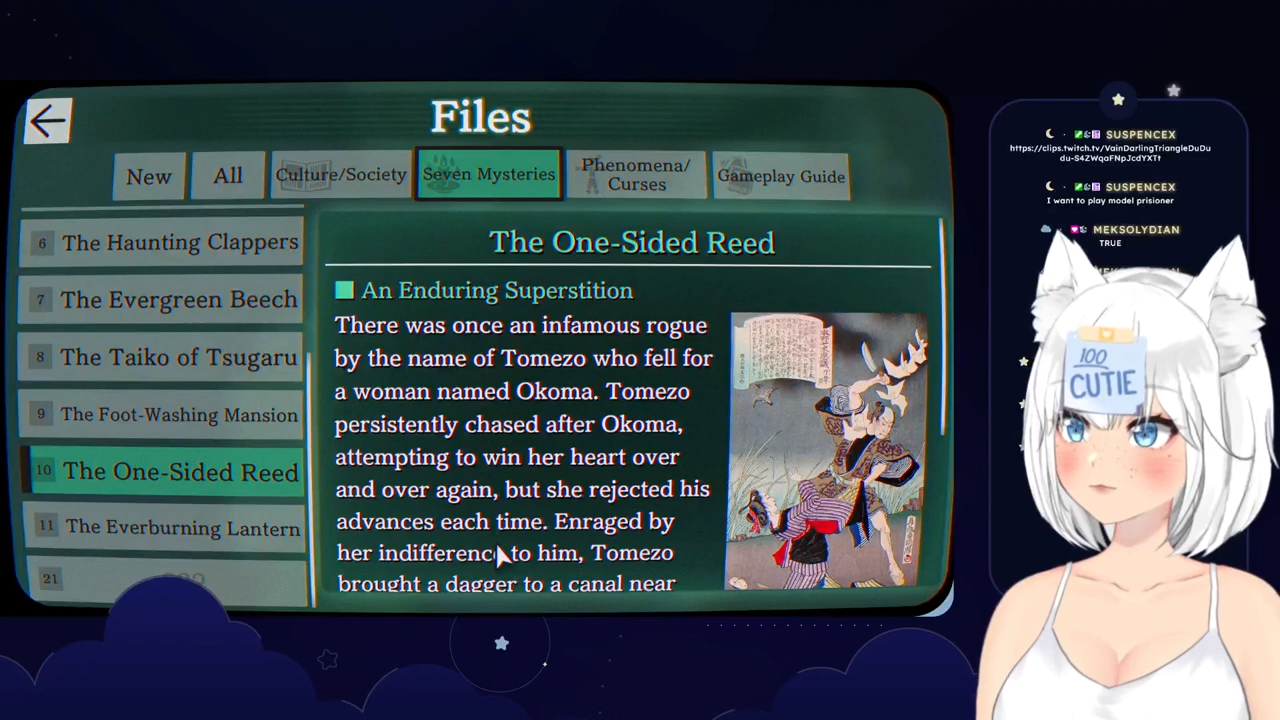 Files
New
All
Culture/Society
Seven Mysteries
Phenomena/
Curses
Gameplay Guide
6 The Haunting Clappers
7 The Evergreen Beech
8 The Taiko of Tsugaru
9 The Foot-Washing Mansion
10 The One-Sided Reed
11 The Everburning Lantern
21 ???
The One-Sided Reed
An Enduring Superstition
There was once an infamous rogue
by the name of Tomezo who fell for
a woman named Okoma. Tomezo
persistently chased after Okoma,
attempting to win her heart over
and over again, but she rejected his
advances each time. Enraged by
her indifference to him, Tomezo
brought a dagger to a canal near
SUSPENCEX
https://clips.twitch.tv/VainDarlingTriangleDuDu
du-S4ZWqaFNpJcdYXTt
SUSPENCEX
I want to play model prisioner
MEKSOLYDIAN
TRUE
100
CUTIE